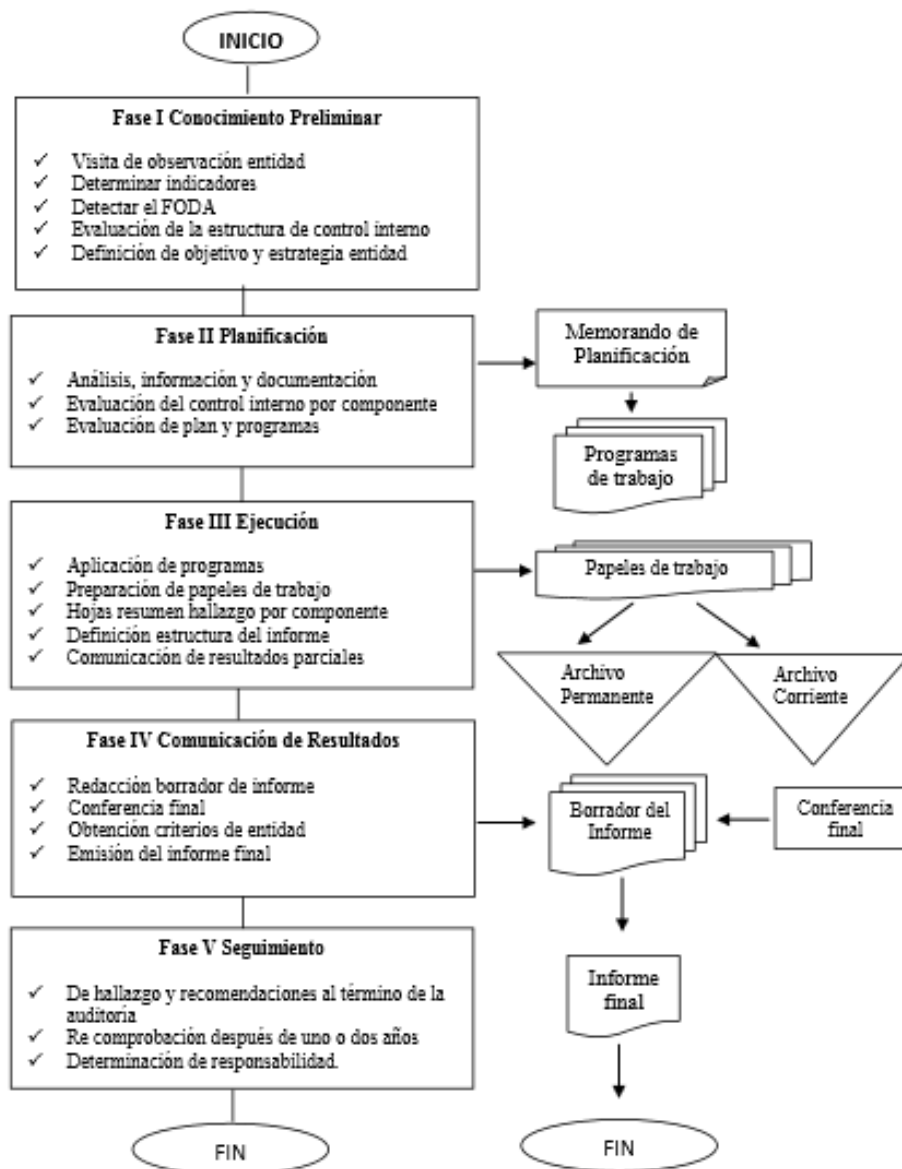 INICIO
Fase I Conocimiento Preliminar
✓ Visita de observación entidad
✓ Determinar indicadores
✓ Detectar el FODA
✓ Evaluación de la estructura de control interno
✓ Definición de objetivo y estrategia entidad
Fase II Planificación
✓ Análisis, información y documentación
✓ Evaluación del control interno por componente
✓ Evaluación de plan y programas
Memorando de
Planificación
Programas
de trabajo
Fase III Ejecución
✓ Aplicación de programas
✓ Preparación de papeles de trabajo
✓ Hojas resumen hallazgo por componente
✓ Definición estructura del informe
✓ Comunicación de resultados parciales
Papeles de trabajo
Archivo
Permanente
Archivo
Corriente
Fase IV Comunicación de Resultados
✓ Redacción borrador de informe
✓ Conferencia final
✓ Obtención criterios de entidad
✓ Emisión del informe final
Borrador del
Informe
Conferencia
final
Fase V Seguimiento
✓ De hallazgo y recomendaciones al término de la
auditoría
✓ Re comprobación después de uno o dos años
✓ Determinación de responsabilidad.
Informe
final
FIN
FIN